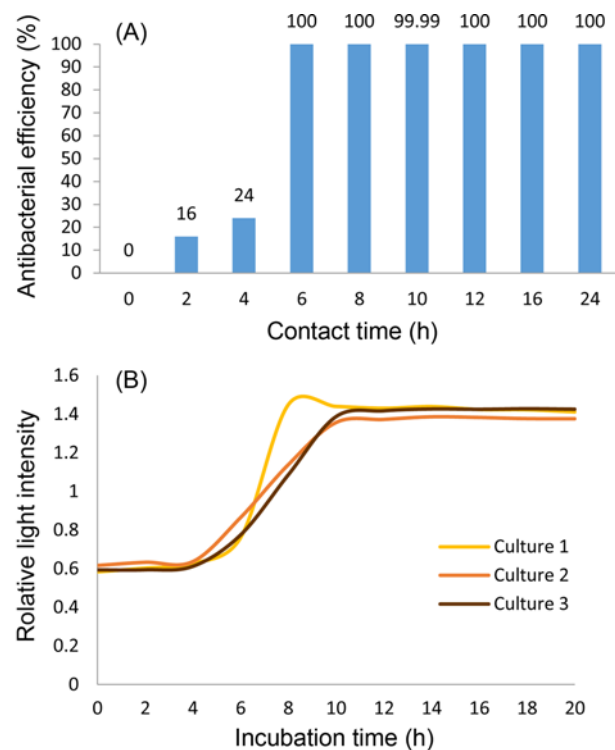 (A)
100 100 99.99 100 100 100
100
90
80
70
60
50
40
30
20
10
0
0
16
24
Antibacterial efficiency (%)
0 2 4 6 8 10 12 16 24
Contact time (h)
(B)
1.6
1.4
1.2
1
0.8
0.6
0.4
0.2
0
Rolative light intensity
Culture 1
Culture 2
Culture 3
0 2 4 6 8 10 12 14 16 18 20
Incubation time (h)